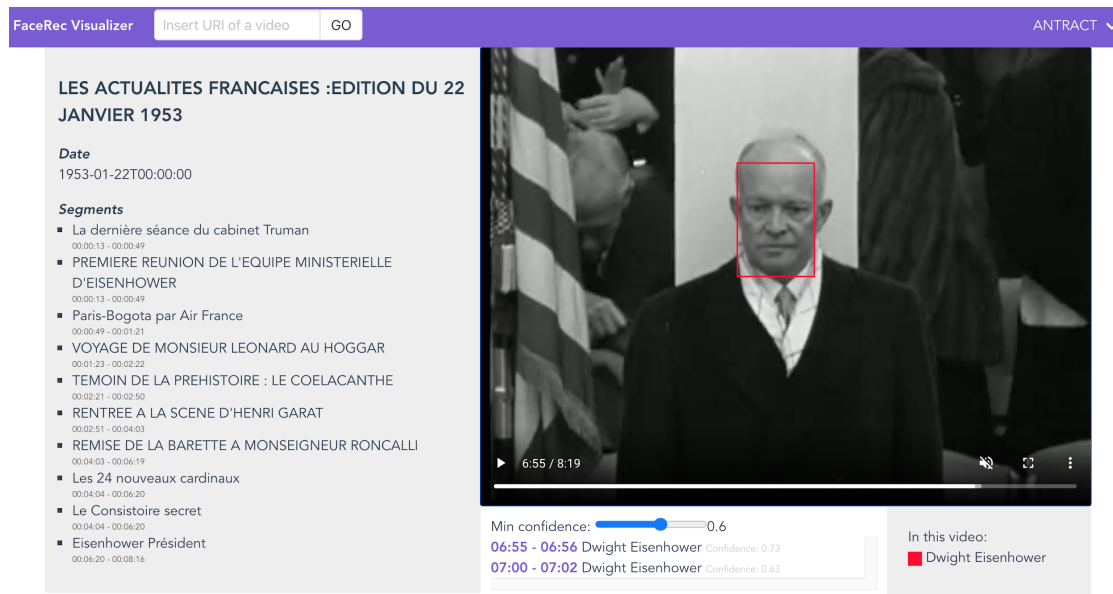 FaceRec Visualizer
Insert URI of a video
GO
ANTRACT
LES ACTUALITES FRANCAISES :EDITION DU 22
JANVIER 1953
Date
1953-01-22T00:00:00
Segments
La dernière séance du cabinet Truman
00:00:13 - 00:00:49
PREMIERE REUNION DE L'EQUIPE MINISTERIELLE
D'EISENHOWER
00:00:13 - 00:00:49
Paris-Bogota par Air France
00:00:49 - 00:01:21
VOYAGE DE MONSIEUR LEONARD AU HOGGAR
00:01:23 - 00:02:22
TEMOIN DE LA PREHISTOIRE : LE COELACANTHE
00:02:21 - 00:02:50
RENTREE A LA SCENE D'HENRI GARAT
00:02:51 - 00:04:03
REMISE DE LA BARETTE A MONSEIGNEUR RONCALLI
00:04:03 - 00:06:19
Les 24 nouveaux cardinaux
00:04:04 - 00:06:20
Le Consistoire secret
00:04:04 - 00:06:20
Eisenhower Président
00:06:20 - 00:08:16
6:55 / 8:19
Min confidence: 0.6
06:55 - 06:56 Dwight Eisenhower Confidence: 0.73
07:00 - 07:02 Dwight Eisenhower Confidence: 0.63
In this video:
Dwight Eisenhower